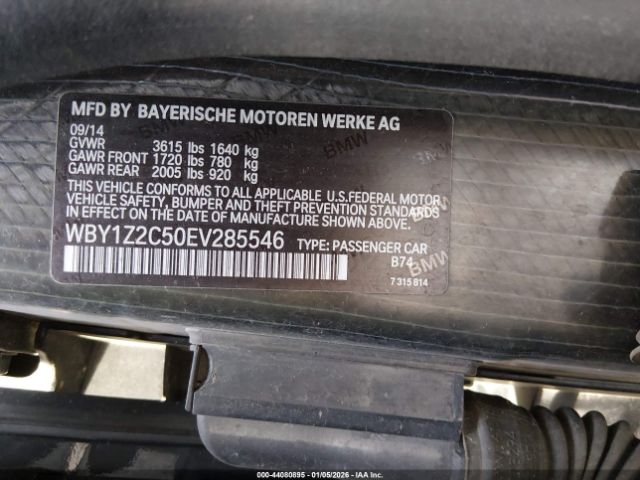 MFD BY BAYERISCHE MOTOREN WERKE AG
09/14
GVWR 3615 lbs 1640 kg
GAWR FRONT 1720 lbs 780 kg
GAWR REAR 2005 lbs 920 kg
THIS VEHICLE CONFORMS TO ALL APPLICABLE U.S.FEDERAL MOTOR
VEHICLE SAFETY, BUMPER AND THEFT PREVENTION STANDARDS
IN EFFECT ON THE DATE OF MANUFACTURE SHOWN ABOVE.
WBY1Z2C50EV285546 TYPE: PASSENGER CAR
B74
7 315 814
000-44080895 - 01/05/2026 - IAA Inc.